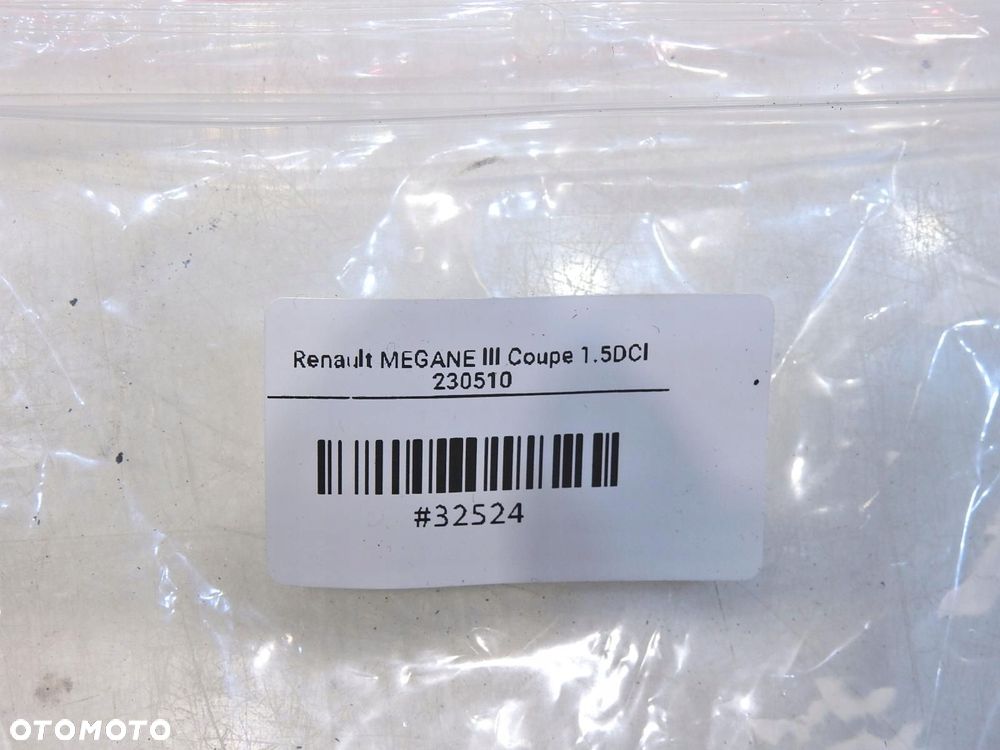 Renault MEGANE III Coupe 1.5DCI
230510
#32524
OTOMOTO